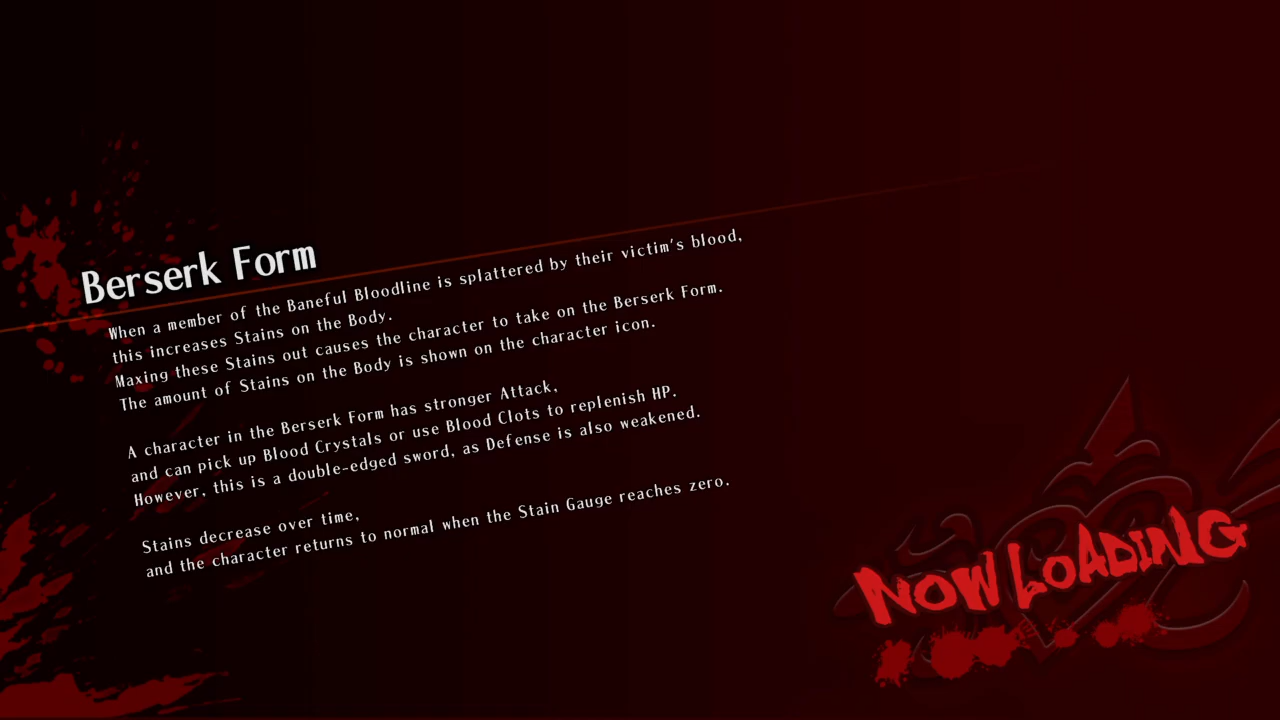 Berserk Form
When a member of the Baneful Bloodline is splattered by their victim's blood,
this increases Stains on the Body.
Maxing these Stains out causes the character to take on the Berserk Form.
The amount of Stains on the Body is shown on the character icon.
A character in the Berserk Form has stronger Attack,
and can pick up Blood Crystals or use Blood Clots to replenish HP.
However, this is a double-edged sword, as Defense is also weakened.
Stains decrease over time,
and the character returns to normal when the Stain Gauge reaches zero.
NOW LOADING